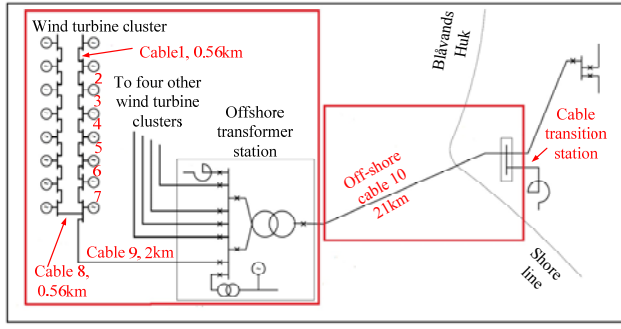 Wind turbine cluster
Cable1, 0.56km
2
3
4
5
6
7
To four other
wind turbine
clusters
Offshore
transformer
station
Cable 8,
0.56km
Cable 9, 2km
Off-shore
cable 10
21km
Blåvands
Huk
Cable
transition
station
Shore
line